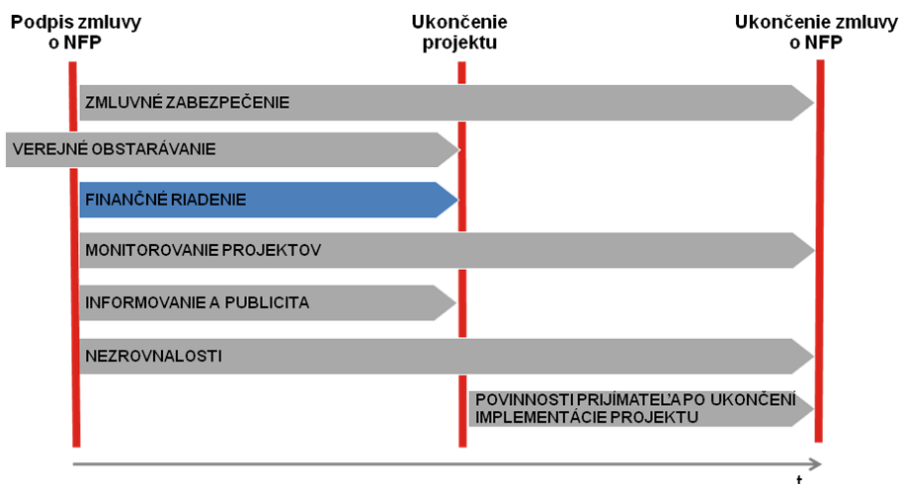 Podpis zmluvy
o NFP
Ukončenie
projektu
Ukončenie zmluvy
o NFP
ZMLUVNÉ ZABEZPEČENIE
VEREJNÉ OBSTARÁVANIE
FINANČNÉ RIADENIE
MONITOROVANIE PROJEKTOV
INFORMOVANIE A PUBLICITA
NEZROVNALOSTI
POVINNOSTI PRIJÍMATEĽA PO UKONČENÍ
IMPLEMENTÁCIE PROJEKTU
t